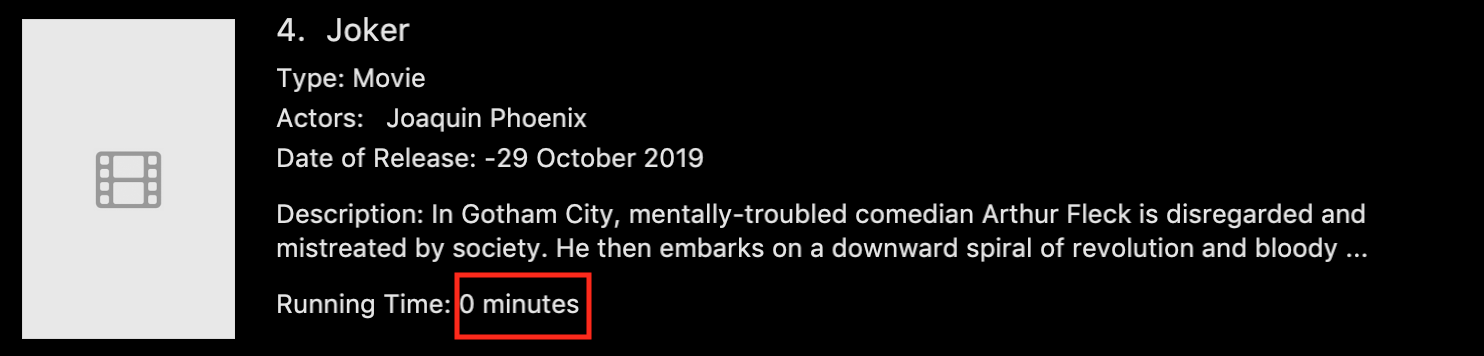 4. Joker
Type: Movie
Actors: Joaquin Phoenix
Date of Release: -29 October 2019
Description: In Gotham City, mentally-troubled comedian Arthur Fleck is disregarded and
mistreated by society. He then embarks on a downward spiral of revolution and bloody ...
Running Time: 0 minutes